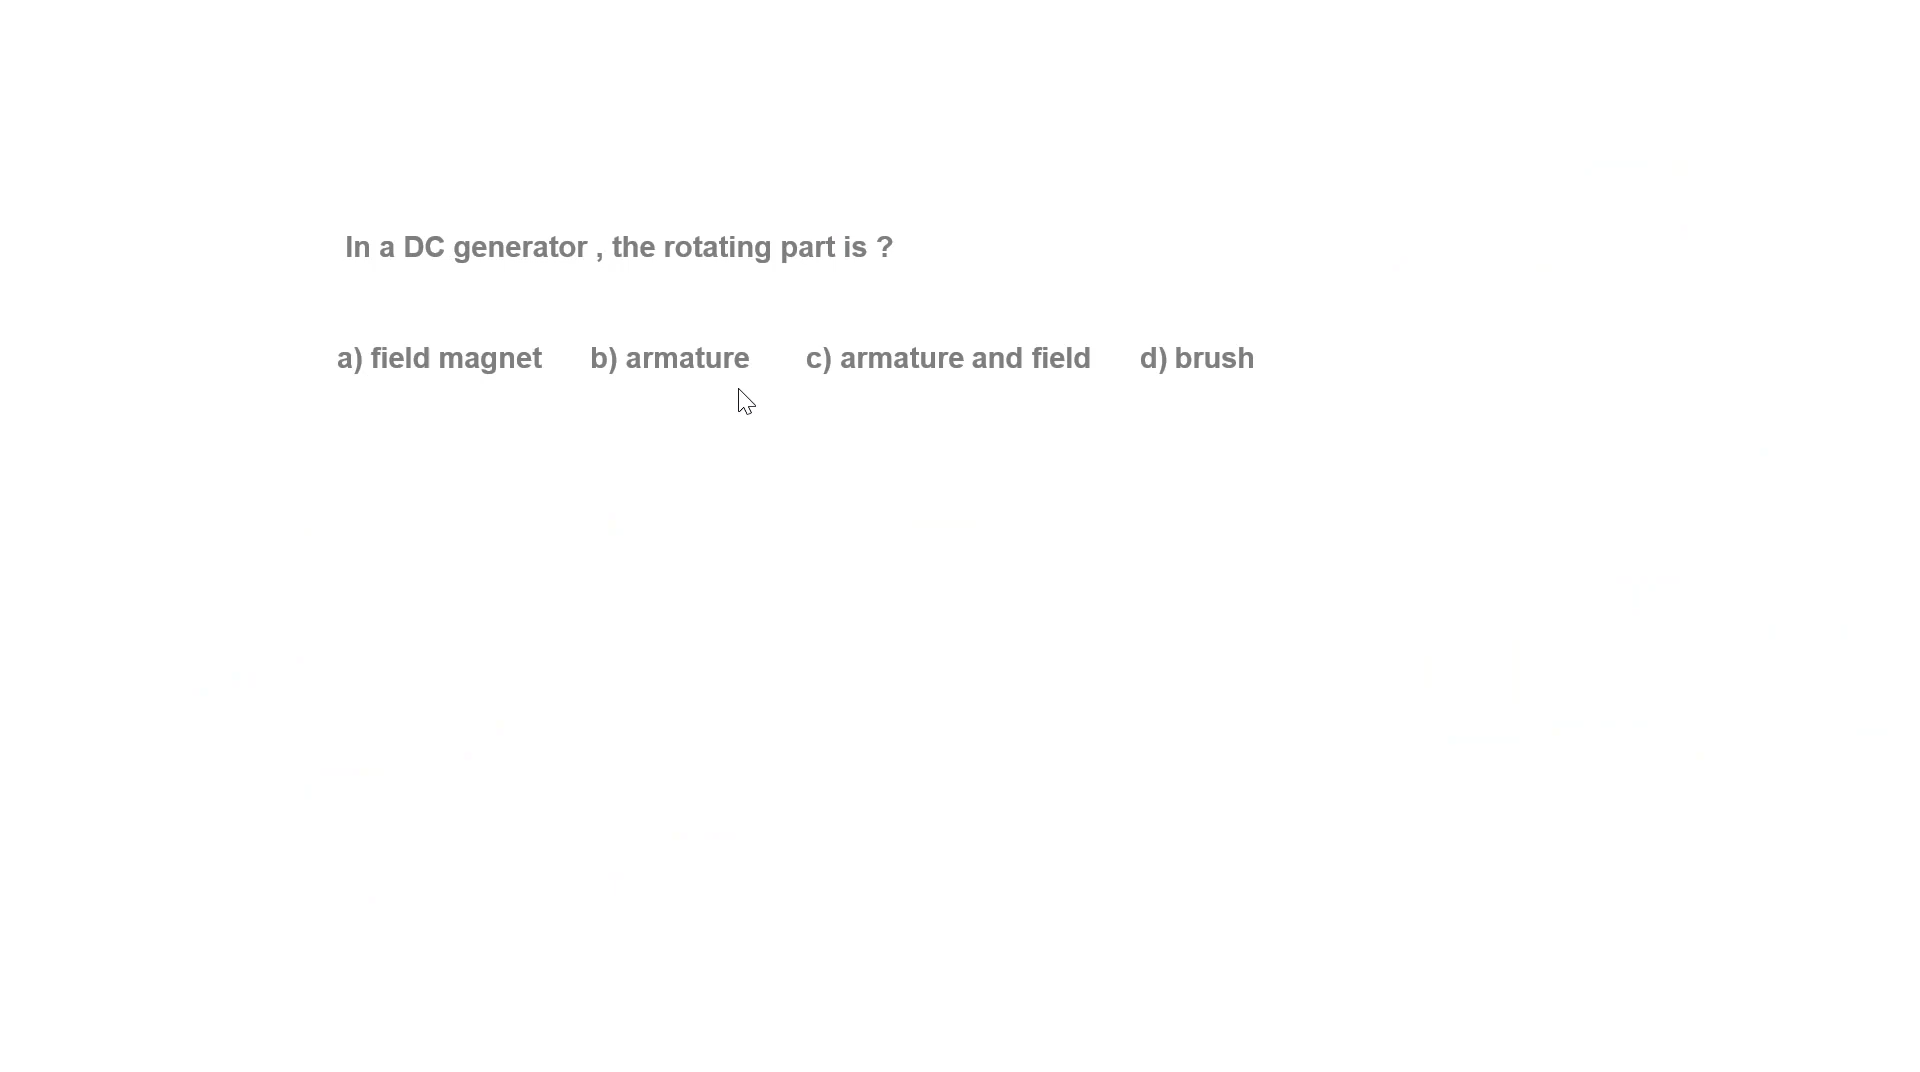 In a DC generator , the rotating part is ?
a) field magnet b) armature c) armature and field d) brush